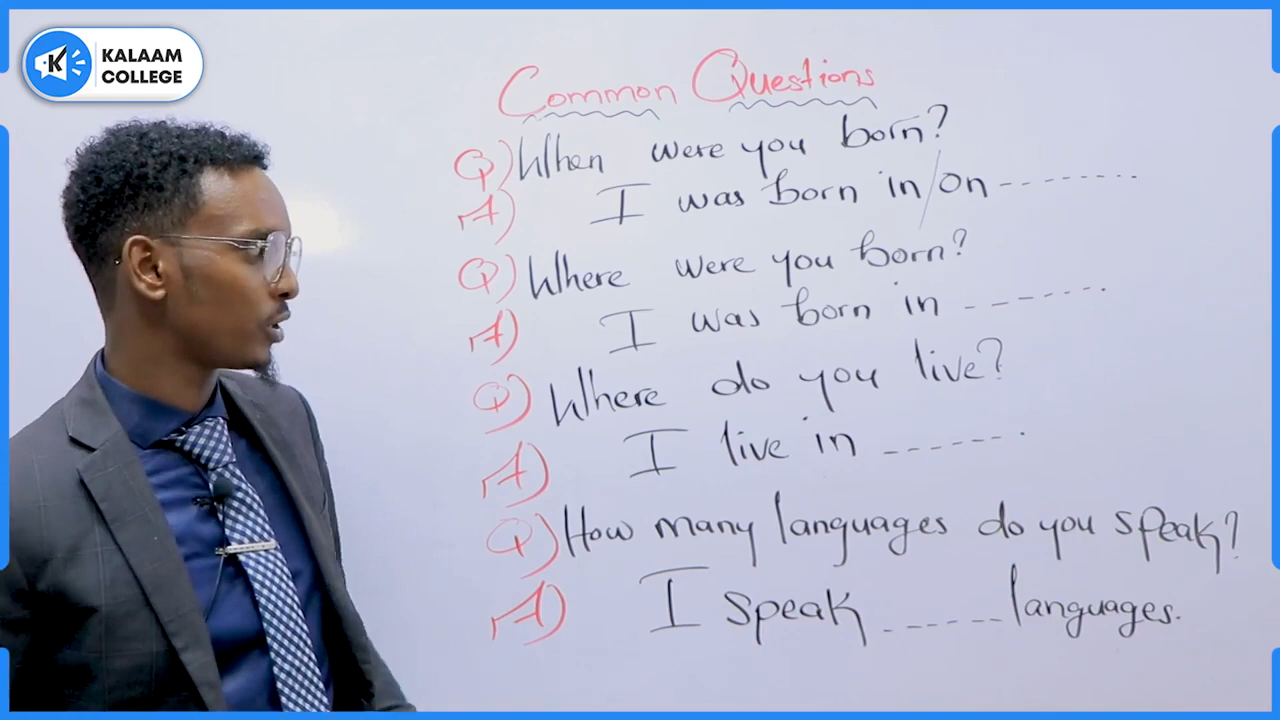 KALAAM
COLLEGE
Common Questions
Q) When were you born?
A) I was born in/on --------
Q) Where were you born?
A) I was born in -------.
Q) Where do you live?
A) I live in ------.
Q) How many languages do you speak?
A) I speak ------ languages.